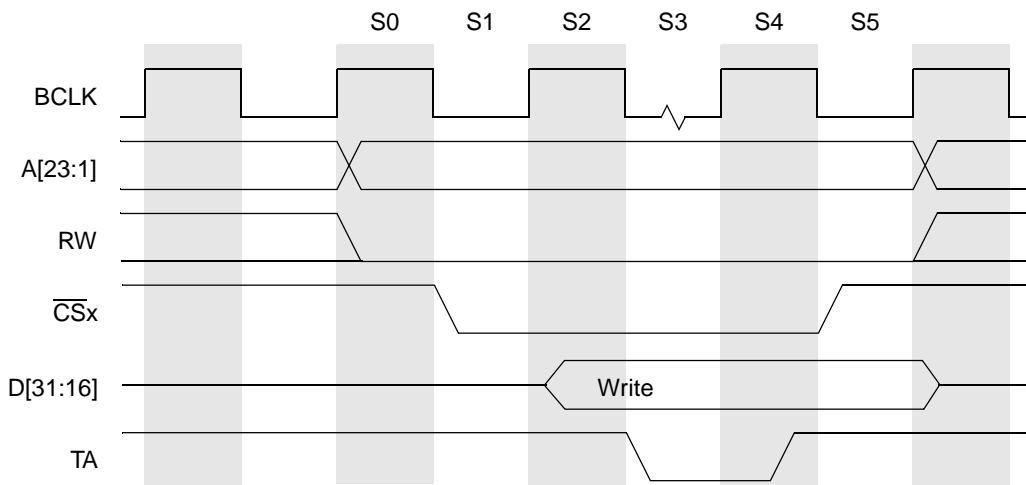 S0 S1 S2 S3 S4 S5
BCLK
A[23:1]
RW
CSx
D[31:16]
Write
TA